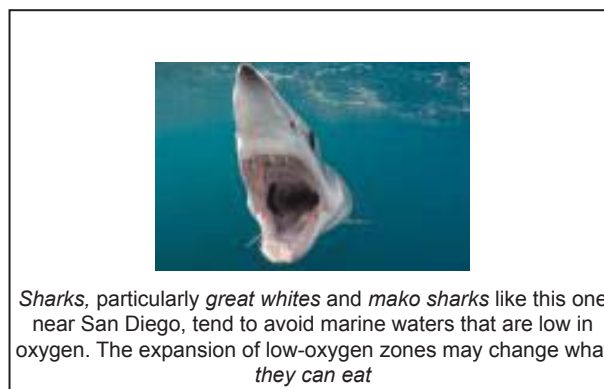 Sharks, particularly great whites and mako sharks like this one
near San Diego, tend to avoid marine waters that are low in
oxygen. The expansion of low-oxygen zones may change wha
they can eat